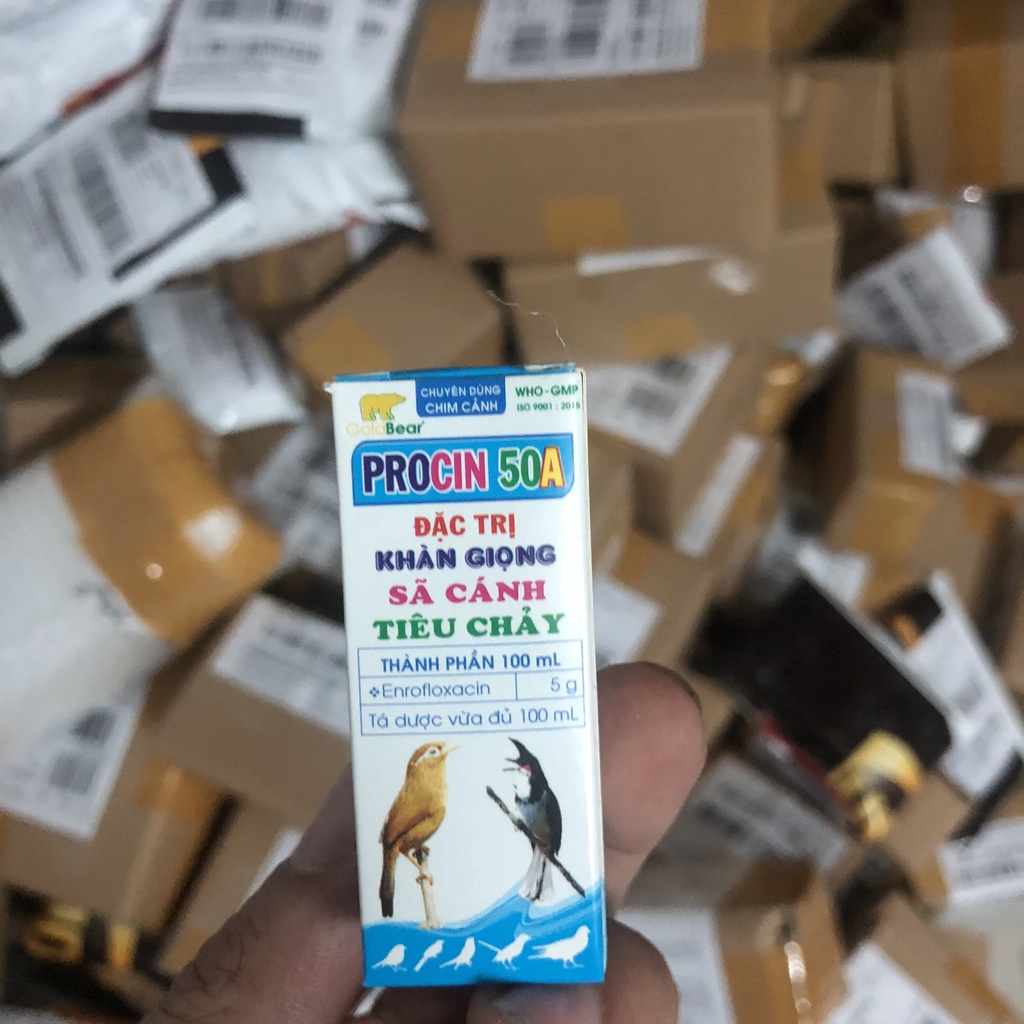 CHUYÊN DÙNG
CHIM CẢNH
WHO - GMP
ISO 9001 : 2015
GoldBear
PROCIN 50A
ĐẶC TRỊ
KHÀN GIỌNG
SÃ CÁNH
TIÊU CHẢY
THÀNH PHẦN 100 mL
❖Enrofloxacin 5 g
Tá dược vừa đủ 100 mL